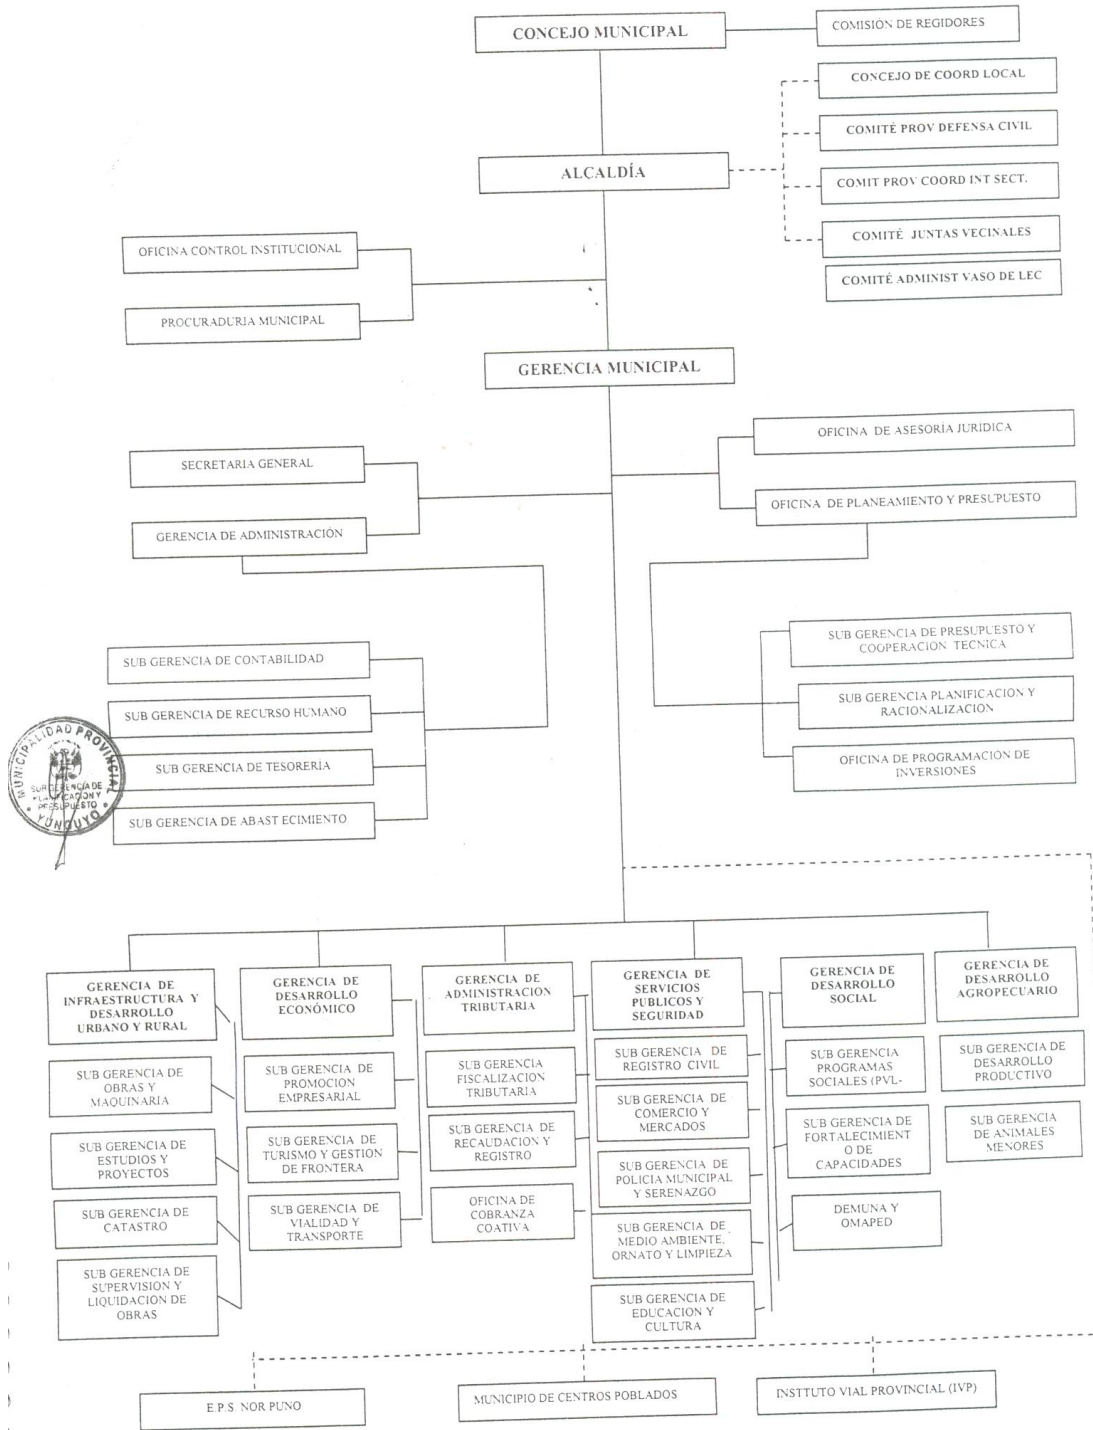 CONCEJO MUNICIPAL
COMISIÓN DE REGIDORES
CONCEJO DE COORD LOCAL
COMITÉ PROV DEFENSA CIVIL
ALCALDÍA
COMIT PROV COORD INT SECT.
COMITÉ JUNTAS VECINALES
COMITÉ ADMINIST VASO DE LEC
OFICINA CONTROL INSTITUCIONAL
PROCURADURIA MUNICIPAL
GERENCIA MUNICIPAL
OFICINA DE ASESORÍA JURIDICA
SECRETARIA GENERAL
OFICINA DE PLANEAMIENTO Y PRESUPUESTO
GERENCIA DE ADMINISTRACIÓN
SUB GERENCIA DE PRESUPUESTO Y
COOPERACION TECNICA
SUB GERENCIA PLANIFICACION Y
RACIONALIZACION
OFICINA DE PROGRAMACIÓN DE
INVERSIONES
SUB GERENCIA DE CONTABILIDAD
SUB GERENCIA DE RECURSO HUMANO
SUB GERENCIA DE TESORERÍA
SUB GERENCIA DE ABAST ECIMIENTO
MUNICIPALIDAD PROVINCIAL
SUB GERENCIA DE
PLANIFICACION Y
PRESUPUESTO
YUNGUYO
GERENCIA DE
INFRAESTRUCTURA Y
DESARROLLO
URBANO Y RURAL
SUB GERENCIA DE
OBRAS Y
MAQUINARIA
SUB GERENCIA DE
ESTUDIOS Y
PROYECTOS
SUB GERENCIA DE
CATASTRO
SUB GERENCIA DE
SUPERVISION Y
LIQUIDACION DE
OBRAS
GERENCIA DE
DESARROLLO
ECONÓMICO
SUB GERENCIA DE
PROMOCION
EMPRESARIAL
SUB GERENCIA DE
TURISMO Y GESTION
DE FRONTERA
SUB GERENCIA DE
VIALIDAD Y
TRANSPORTE
GERENCIA DE
ADMINISTRACION
TRIBUTARIA
SUB GERENCIA
FISCALIZACION
TRIBUTARIA
SUB GERENCIA DE
RECAUDACION Y
REGISTRO
OFICINA DE
COBRANZA
COATIVA
GERENCIA DE
SERVICIOS
PUBLICOS Y
SEGURIDAD
SUB GERENCIA DE
REGISTRO CIVIL
SUB GERENCIA DE
COMERCIO Y
MERCADOS
SUB GERENCIA DE
POLICIA MUNICIPAL
Y SERENAZGO
SUB GERENCIA DE
MEDIO AMBIENTE,
ORNATO Y LIMPIEZA
SUB GERENCIA DE
EDUCACION Y
CULTURA
GERENCIA DE
DESARROLLO
SOCIAL
SUB GERENCIA
PROGRAMAS
SOCIALES (PVL-
SUB GERENCIA DE
FORTALECIMIENT
O DE
CAPACIDADES
DEMUNA Y
OMAPED
GERENCIA DE
DESARROLLO
AGROPECUARIO
SUB GERENCIA DE
DESARROLLO
PRODUCTIVO
SUB GERENCIA
DE ANIMALES
MENORES
E.P.S. NOR PUNO
MUNICIPIO DE CENTROS POBLADOS
INSTTUTO VIAL PROVINCIAL (IVP)